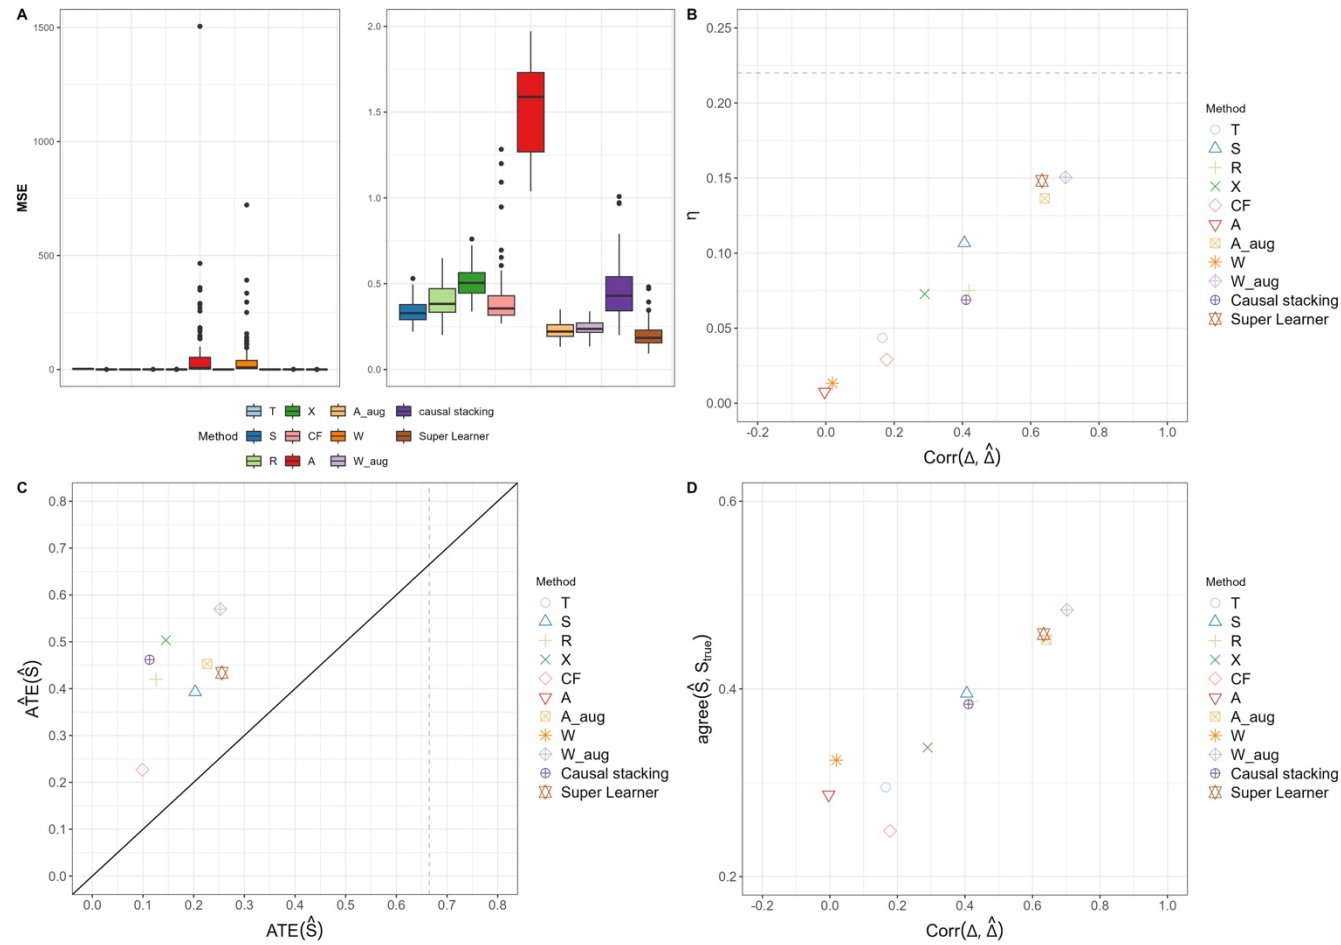 A
MSE
1500
1000
500
0
2.0
1.5
1.0
0.5
0.0
Method
T
S
R
X
CF
A
A_aug
W
W_aug
causal stacking
Super Learner
B
η
0.25
0.20
0.15
0.10
0.05
0.00
-0.2 0.0 0.2 0.4 0.6 0.8 1.0
Corr(Δ, Δ̂)
Method
T
S
R
X
CF
A
A_aug
W
W_aug
Causal stacking
Super Learner
C
AT̂E(Ŝ)
0.8
0.7
0.6
0.5
0.4
0.3
0.2
0.1
0.0
0.0 0.1 0.2 0.3 0.4 0.5 0.6 0.7 0.8
ATE(Ŝ)
Method
T
S
R
X
CF
A
A_aug
W
W_aug
Causal stacking
Super Learner
D
agree(Ŝ, Strue)
0.6
0.4
0.2
-0.2 0.0 0.2 0.4 0.6 0.8 1.0
Corr(Δ, Δ̂)
Method
T
S
R
X
CF
A
A_aug
W
W_aug
Causal stacking
Super Learner